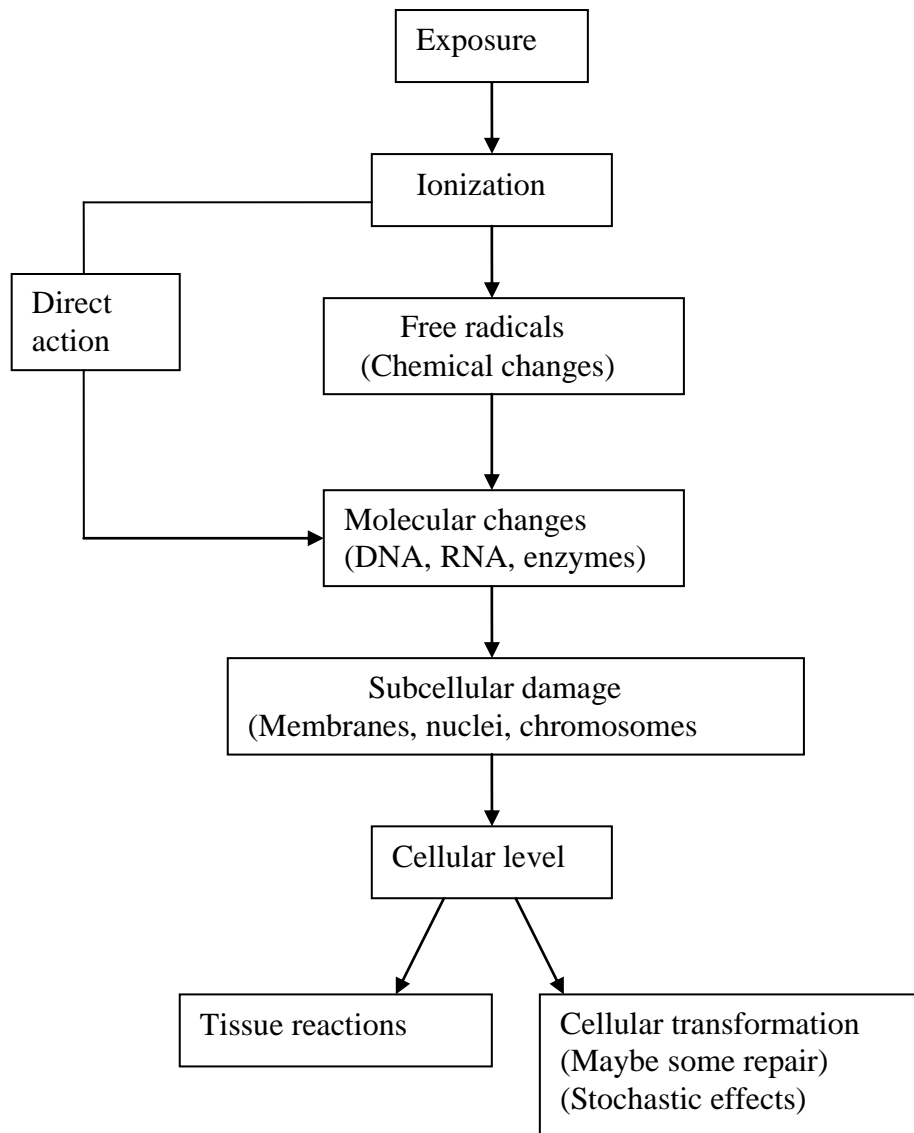 Exposure
Ionization
Direct
action
Free radicals
(Chemical changes)
Molecular changes
(DNA, RNA, enzymes)
Subcellular damage
(Membranes, nuclei, chromosomes
Cellular level
Tissue reactions
Cellular transformation
(Maybe some repair)
(Stochastic effects)